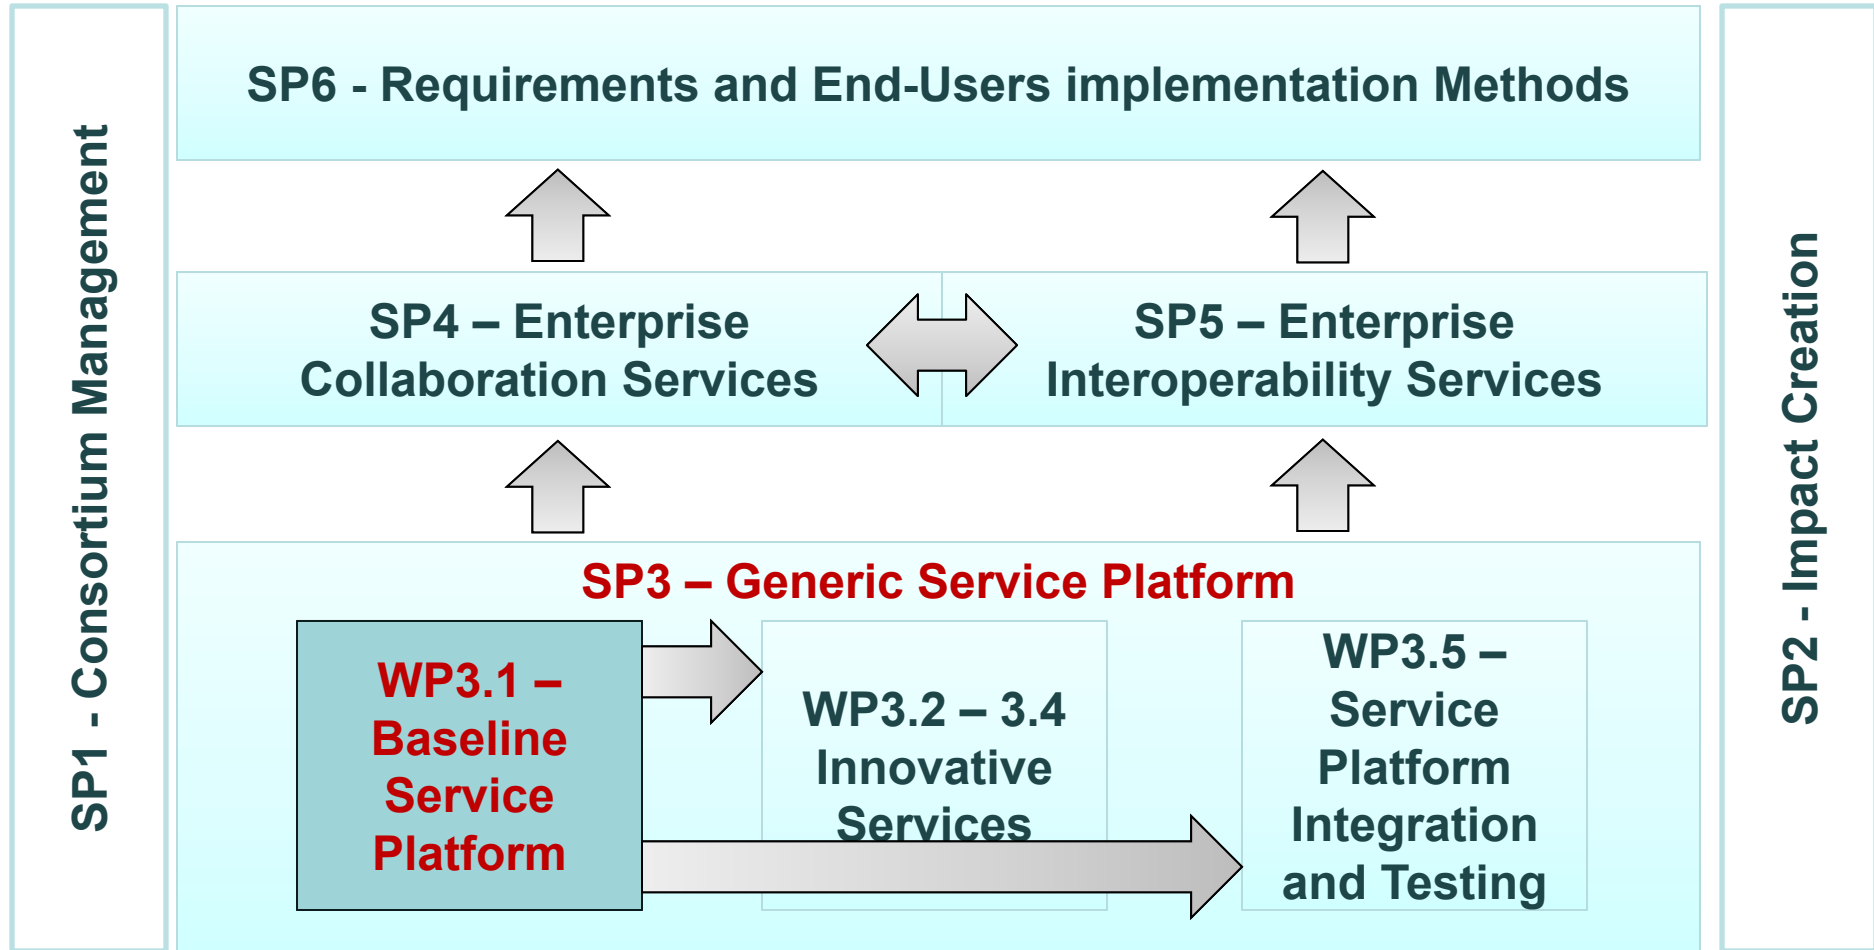 SP1 - Consortium Management
SP6 - Requirements and End-Users implementation Methods
SP4 – Enterprise
Collaboration Services
SP5 – Enterprise
Interoperability Services
SP3 – Generic Service Platform
WP3.1 –
Baseline
Service
Platform
WP3.2 – 3.4
Innovative
Services
WP3.5 –
Service
Platform
Integration
and Testing
SP2 - Impact Creation